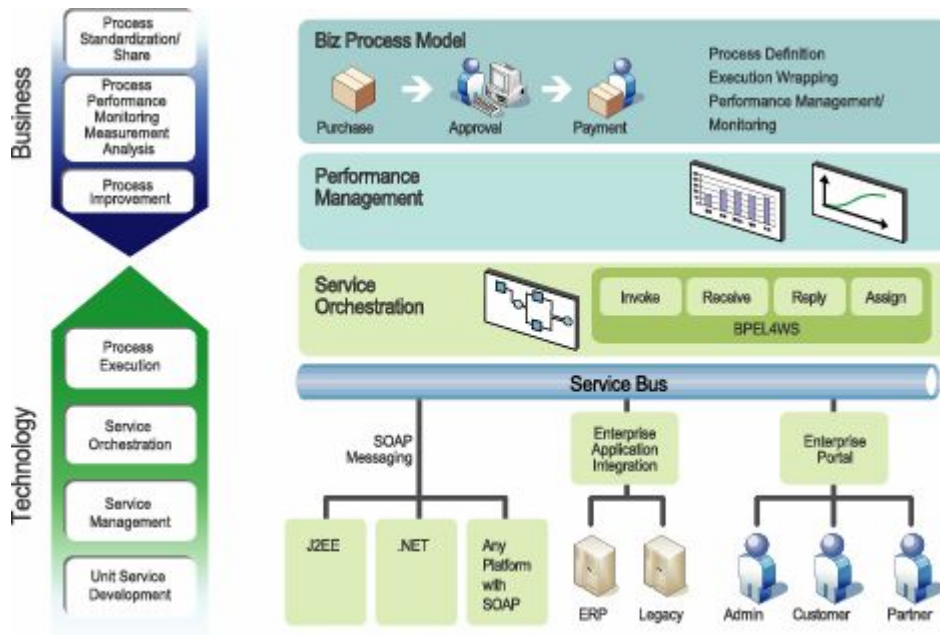 Business
Process
Standardization/
Share
Process
Performance
Monitoring
Measurement
Analysis
Process
Improvement
Technology
Process
Execution
Service
Orchestration
Service
Management
Unit Service
Development
Biz Process Model
Purchase
Approval
Payment
Process Definition
Execution Wrapping
Performance Management/
Monitoring
Performance
Management
Service
Orchestration
Invoke
Receive
Reply
Assign
BPEL4WS
Service Bus
SOAP
Messaging
Enterprise
Application
Integration
Enterprise
Portal
J2EE
.NET
Any
Platform
with
SOAP
ERP
Legacy
Admin
Customer
Partner